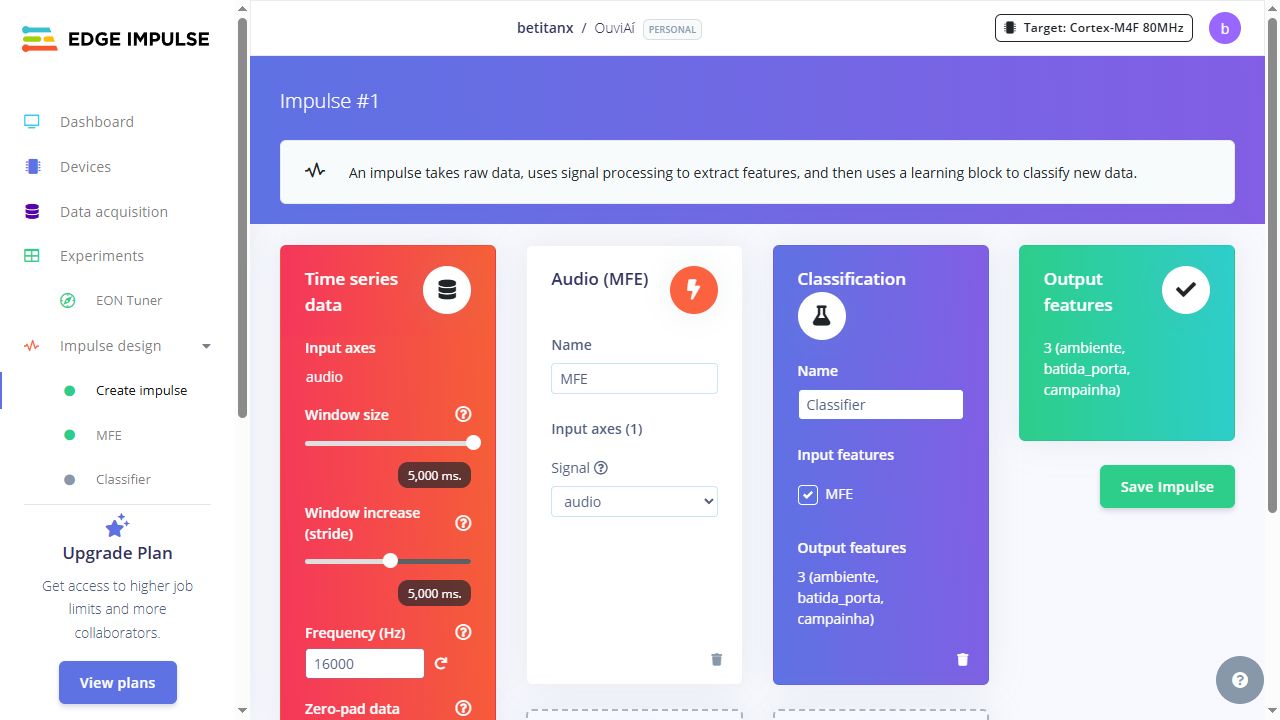 EDGE IMPULSE
Dashboard
Devices
Data acquisition
Experiments
EON Tuner
Impulse design
Create impulse
MFE
Classifier
Upgrade Plan
Get access to higher job
limits and more
collaborators.
View plans
betitanx / OuviAí PERSONAL
Target: Cortex-M4F 80MHz
b
Impulse #1
An impulse takes raw data, uses signal processing to extract features, and then uses a learning block to classify new data.
Time series
data
Input axes
audio
Window size
5,000 ms.
Window increase
(stride)
5,000 ms.
Frequency (Hz)
16000
Zero-pad data
Audio (MFE)
Name
MFE
Input axes (1)
Signal
audio
Classification
Name
Classifier
Input features
MFE
Output features
3 (ambiente,
batida_porta,
campainha)
Output
features
3 (ambiente,
batida_porta,
campainha)
Save Impulse